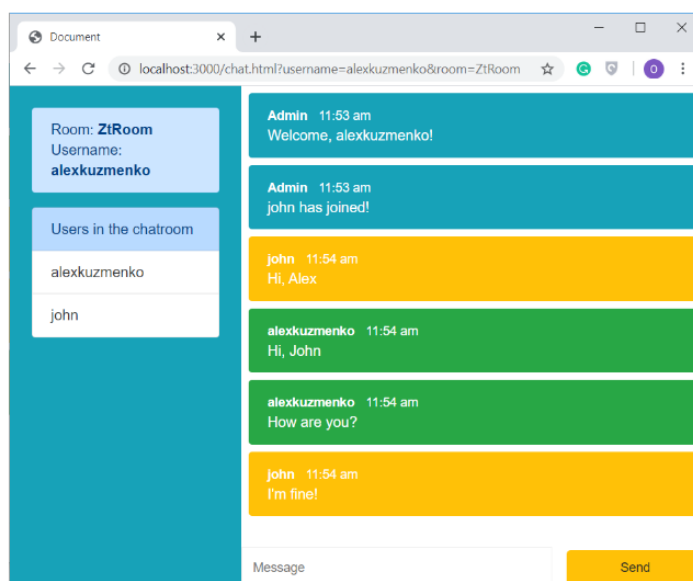 Document
localhost:3000/chat.html?username=alexkuzmenko&room=ZtRoom
O
Room: ZtRoom
Username:
alexkuzmenko
Users in the chatroom
alexkuzmenko
john
Admin 11:53 am
Welcome, alexkuzmenko!
Admin 11:53 am
john has joined!
john 11:54 am
Hi, Alex
alexkuzmenko 11:54 am
Hi, John
alexkuzmenko 11:54 am
How are you?
john 11:54 am
I'm fine!
Message
Send